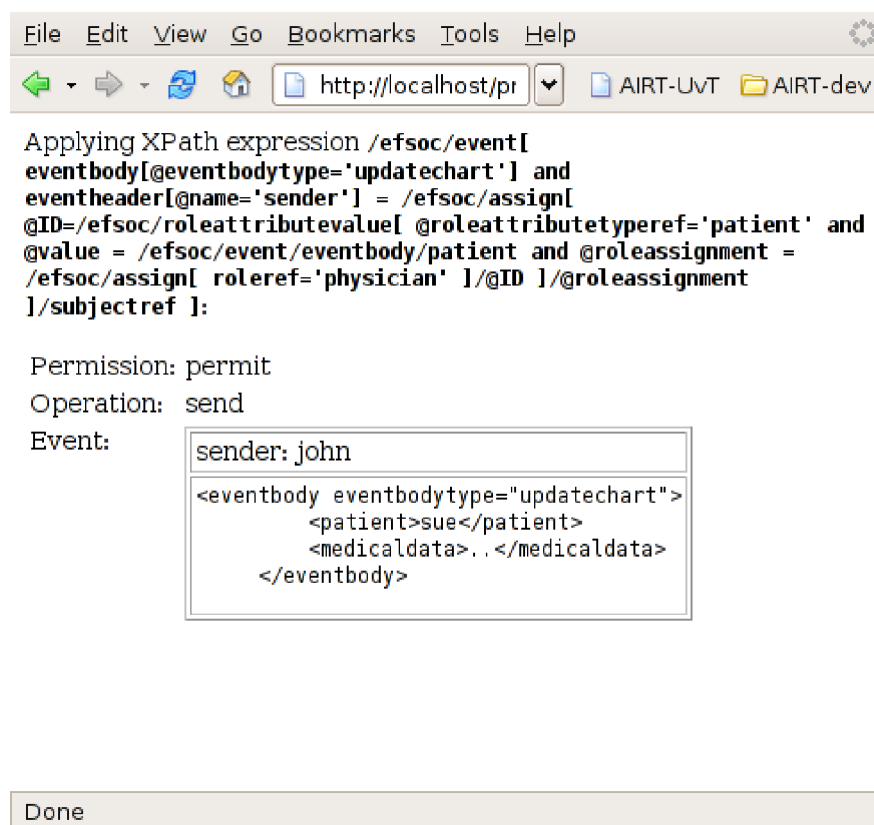 File Edit View Go Bookmarks Tools Help
http://localhost/pr AIRT-UvT AIRT-dev
Applying XPath expression /efsoc/event[
eventbody[@eventbodytype='updatechart'] and
eventheader[@name='sender'] = /efsoc/assign[
@ID=/efsoc/roleattributevalue[ @roleattributetyperef='patient' and
@value = /efsoc/event/eventbody/patient and @roleassignment =
/efsoc/assign[ roleref='physician' ]/@ID ]/@roleassignment
]/subjectref ]:
Permission: permit
Operation: send
Event:
sender: john
<eventbody eventbodytype="updatechart">
<patient>sue</patient>
<medicaldata>..</medicaldata>
</eventbody>
Done